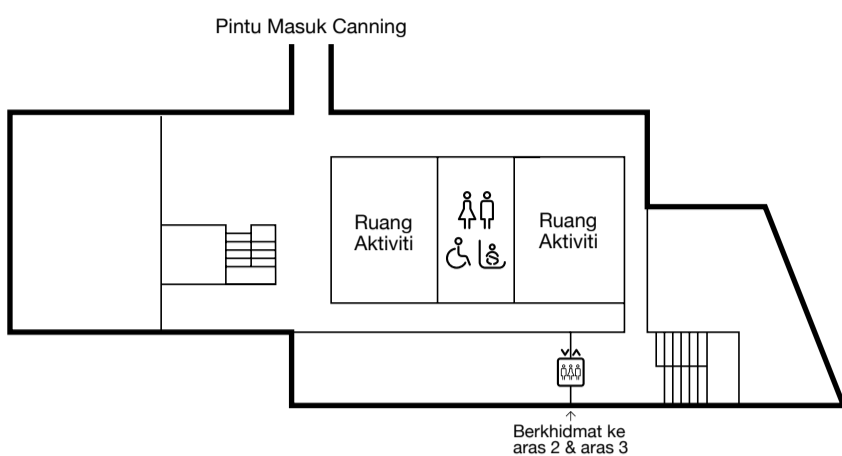 Pintu Masuk Canning
Ruang
Aktiviti
Ruang
Aktiviti
Berkhidmat ke
aras 2 & aras 3